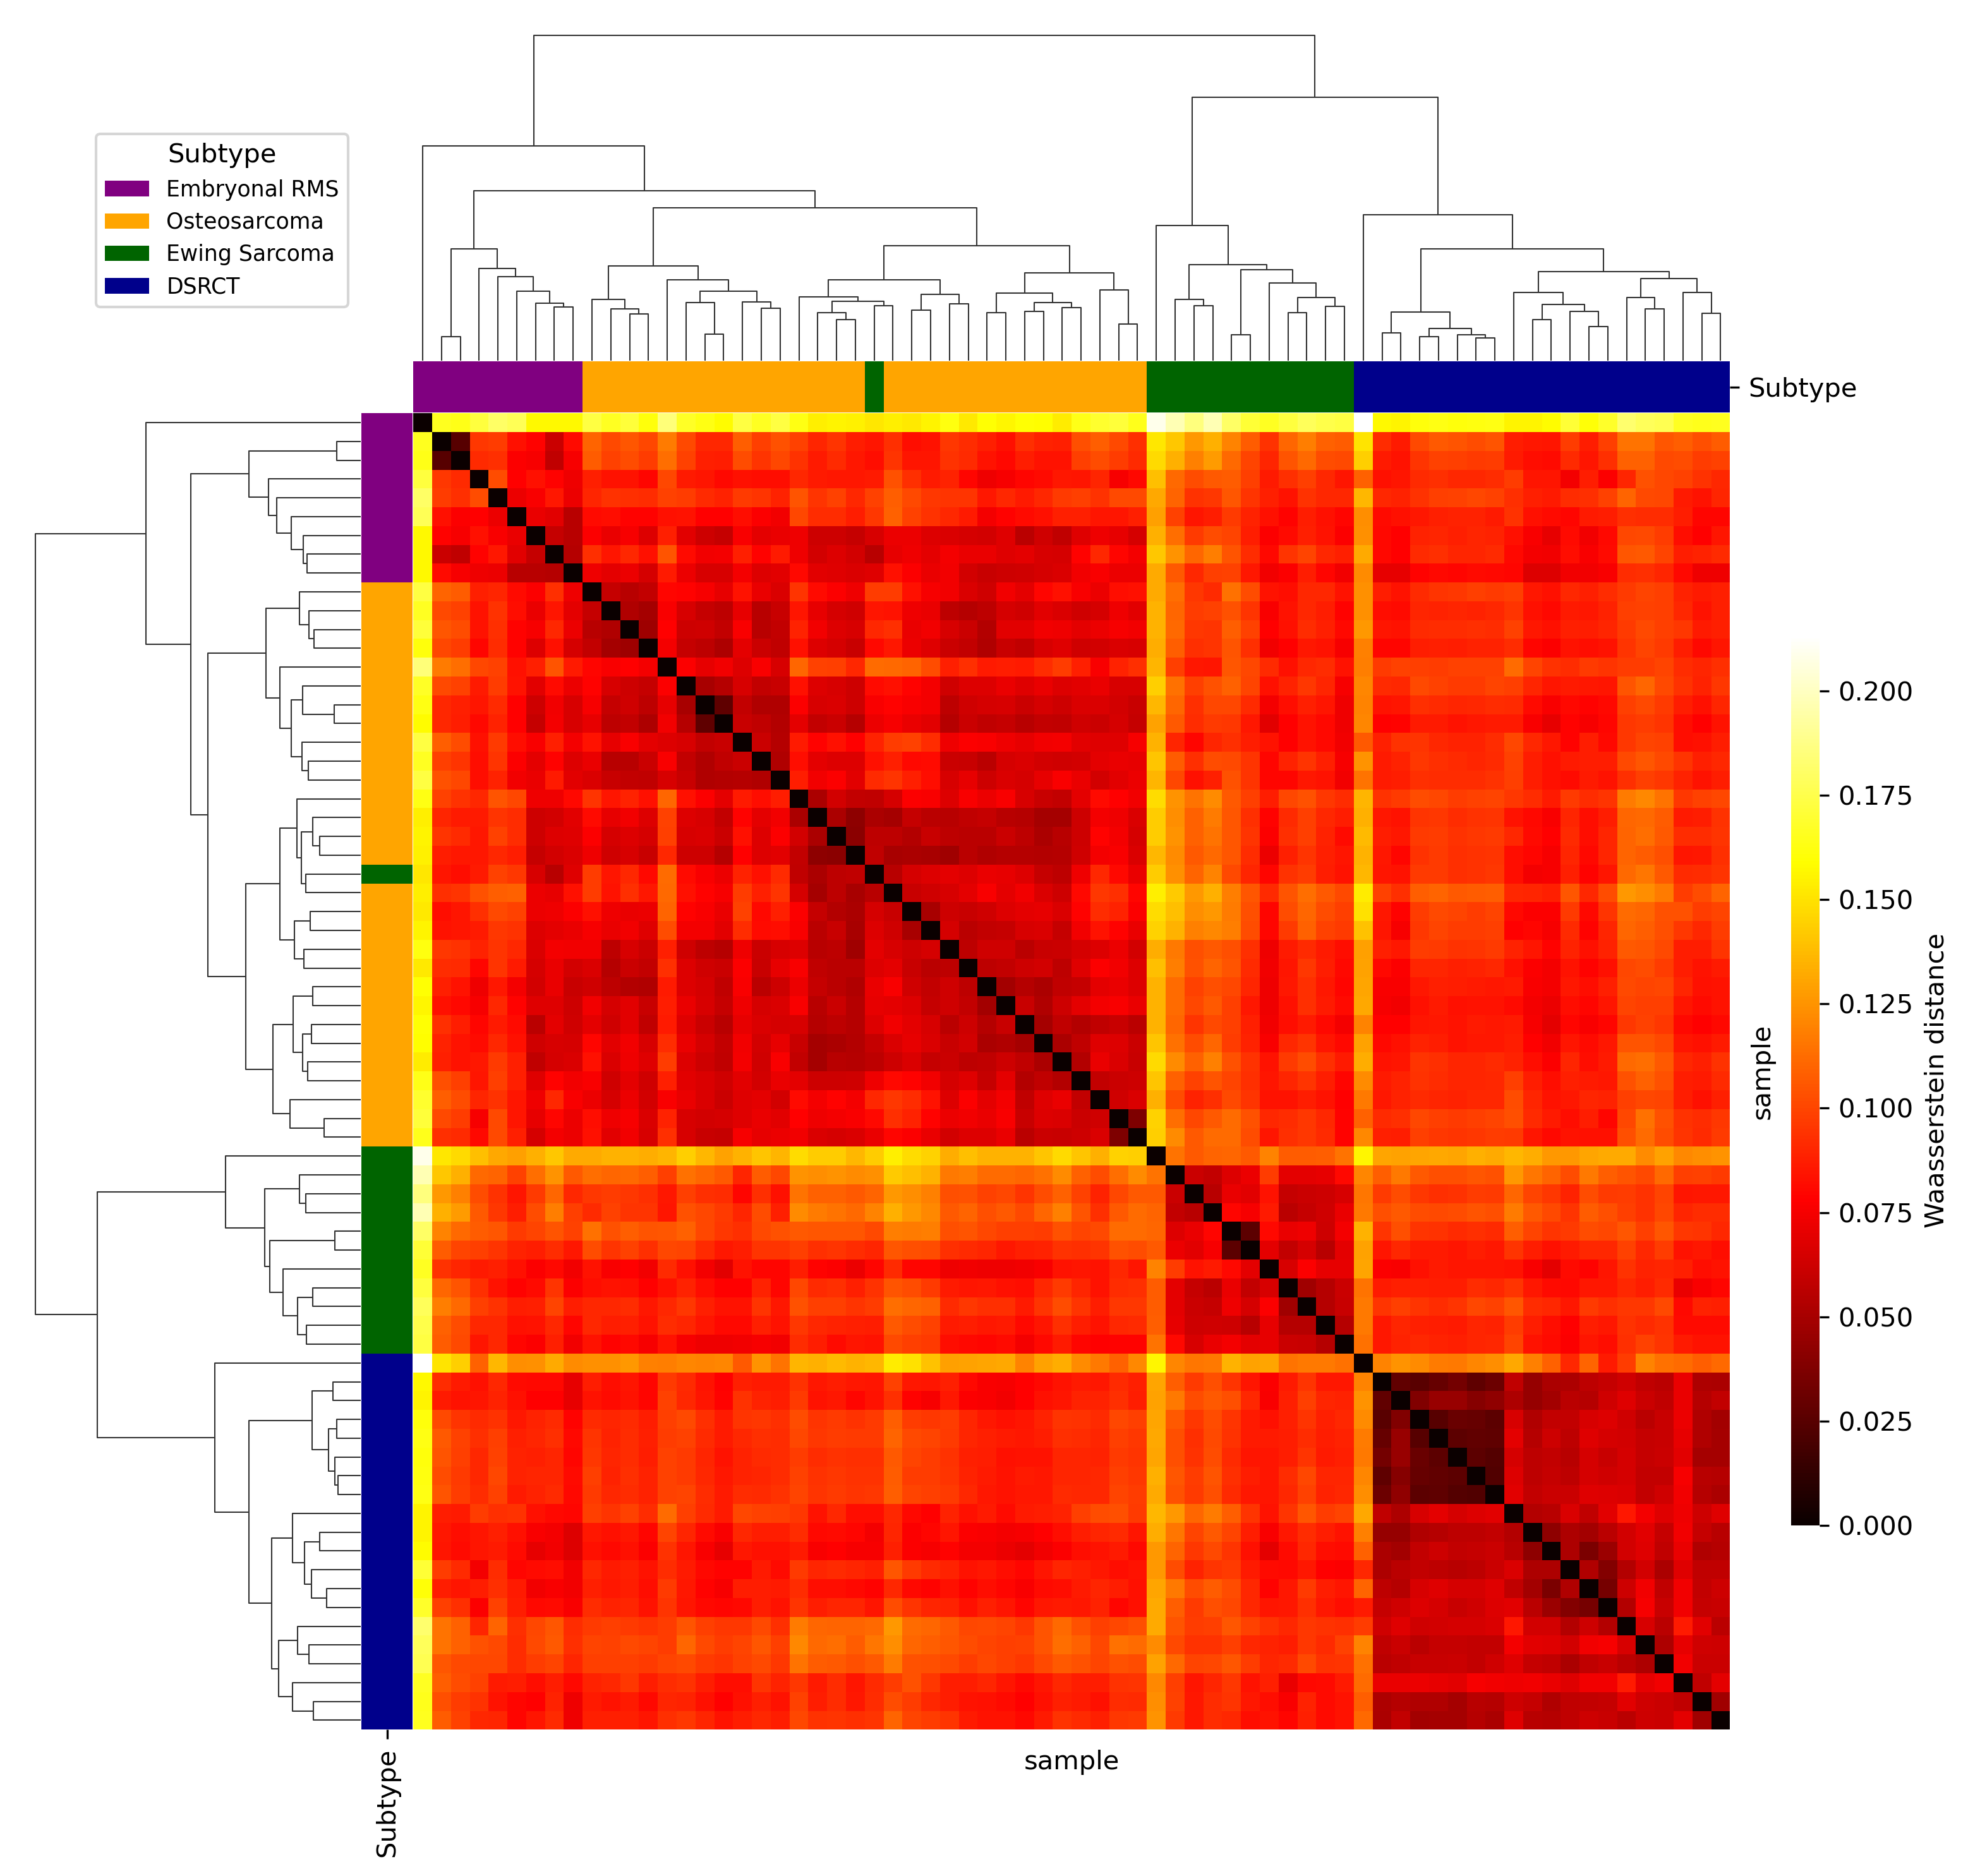 Subtype
Embryonal RMS
Osteosarcoma
Ewing Sarcoma
DSRCT
Subtype
0.200
0.175
0.150
0.125
0.100
0.075
0.050
0.025
0.000
Waasserstein distance
sample
sample
Subtype